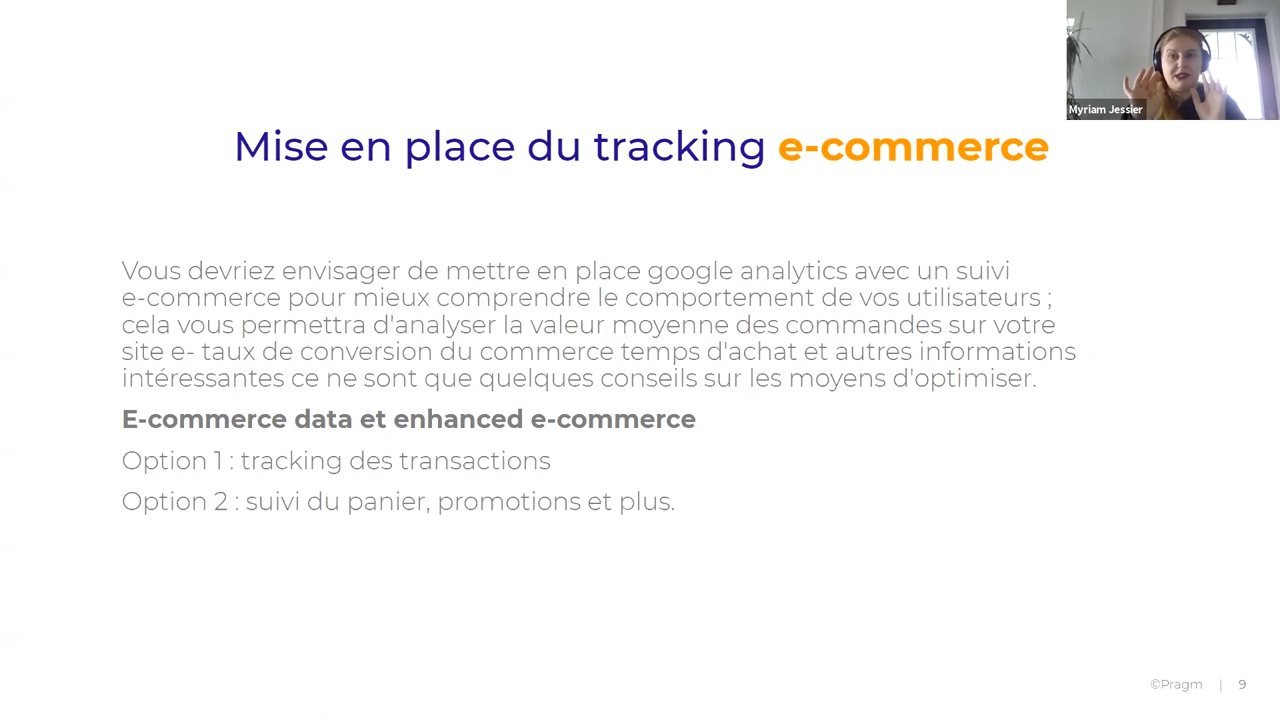 Myriam Jessier
Mise en place du tracking e-commerce
Vous devriez envisager de mettre en place google analytics avec un suivi
e-commerce pour mieux comprendre le comportement de vos utilisateurs ;
cela vous permettra d'analyser la valeur moyenne des commandes sur votre
site e- taux de conversion du commerce temps d'achat et autres informations
intéressantes ce ne sont que quelques conseils sur les moyens d'optimiser.
E-commerce data et enhanced e-commerce
Option 1 : tracking des transactions
Option 2 : suivi du panier, promotions et plus.
©Pragm | 9